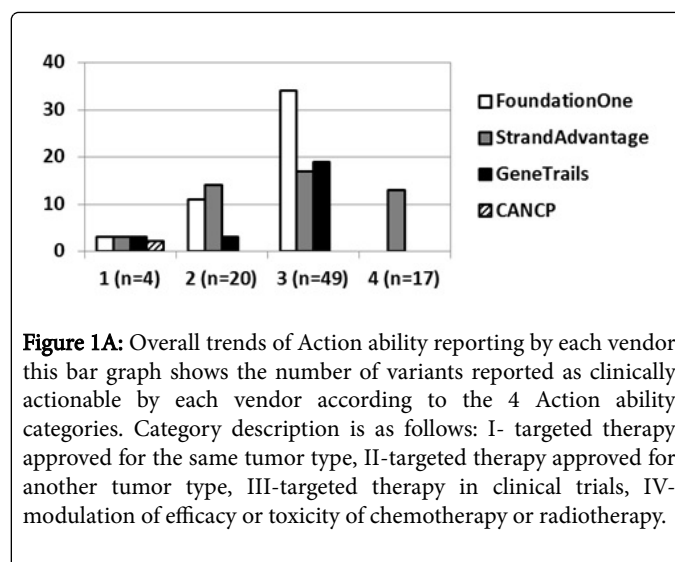 40
30
20
10
0
1 (n=4) 2 (n=20) 3 (n=49) 4 (n=17)
FoundationOne
StrandAdvantage
GeneTrails
CANCP
Figure 1A: Overall trends of Action ability reporting by each vendor
this bar graph shows the number of variants reported as clinically
actionable by each vendor according to the 4 Action ability
categories. Category description is as follows: I- targeted therapy
approved for the same tumor type, II-targeted therapy approved for
another tumor type, III-targeted therapy in clinical trials, IV-
modulation of efficacy or toxicity of chemotherapy or radiotherapy.